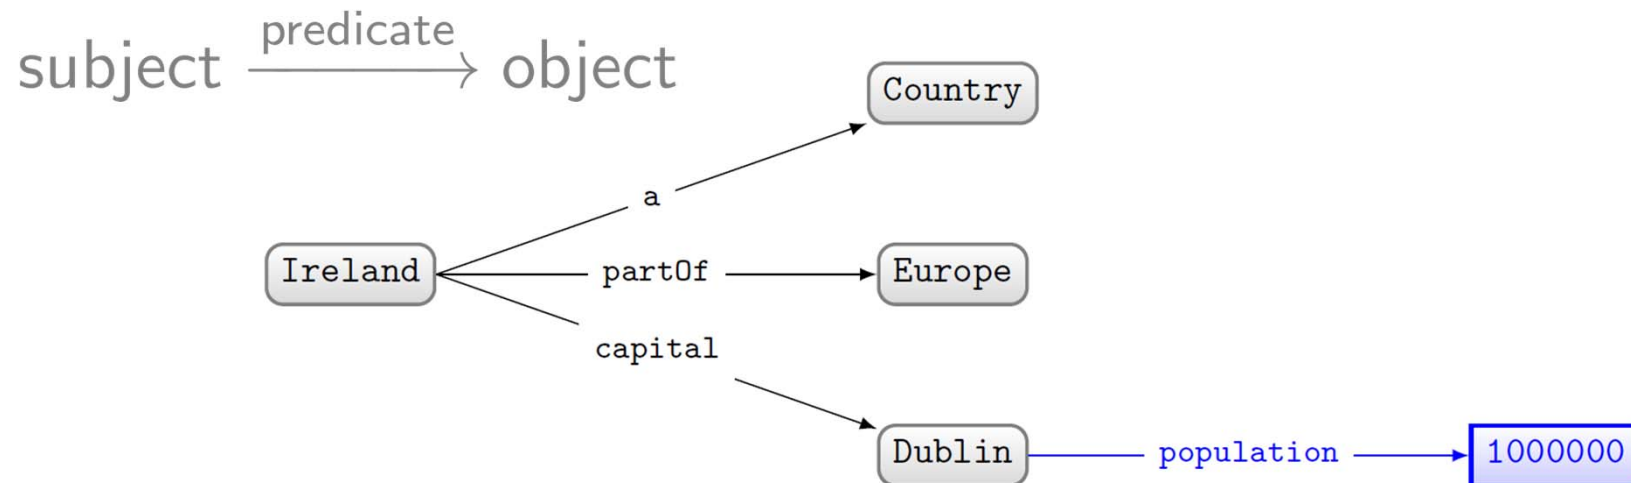 predicate
subject object
Country
a
Ireland partOf Europe
capital
Dublin population 1000000